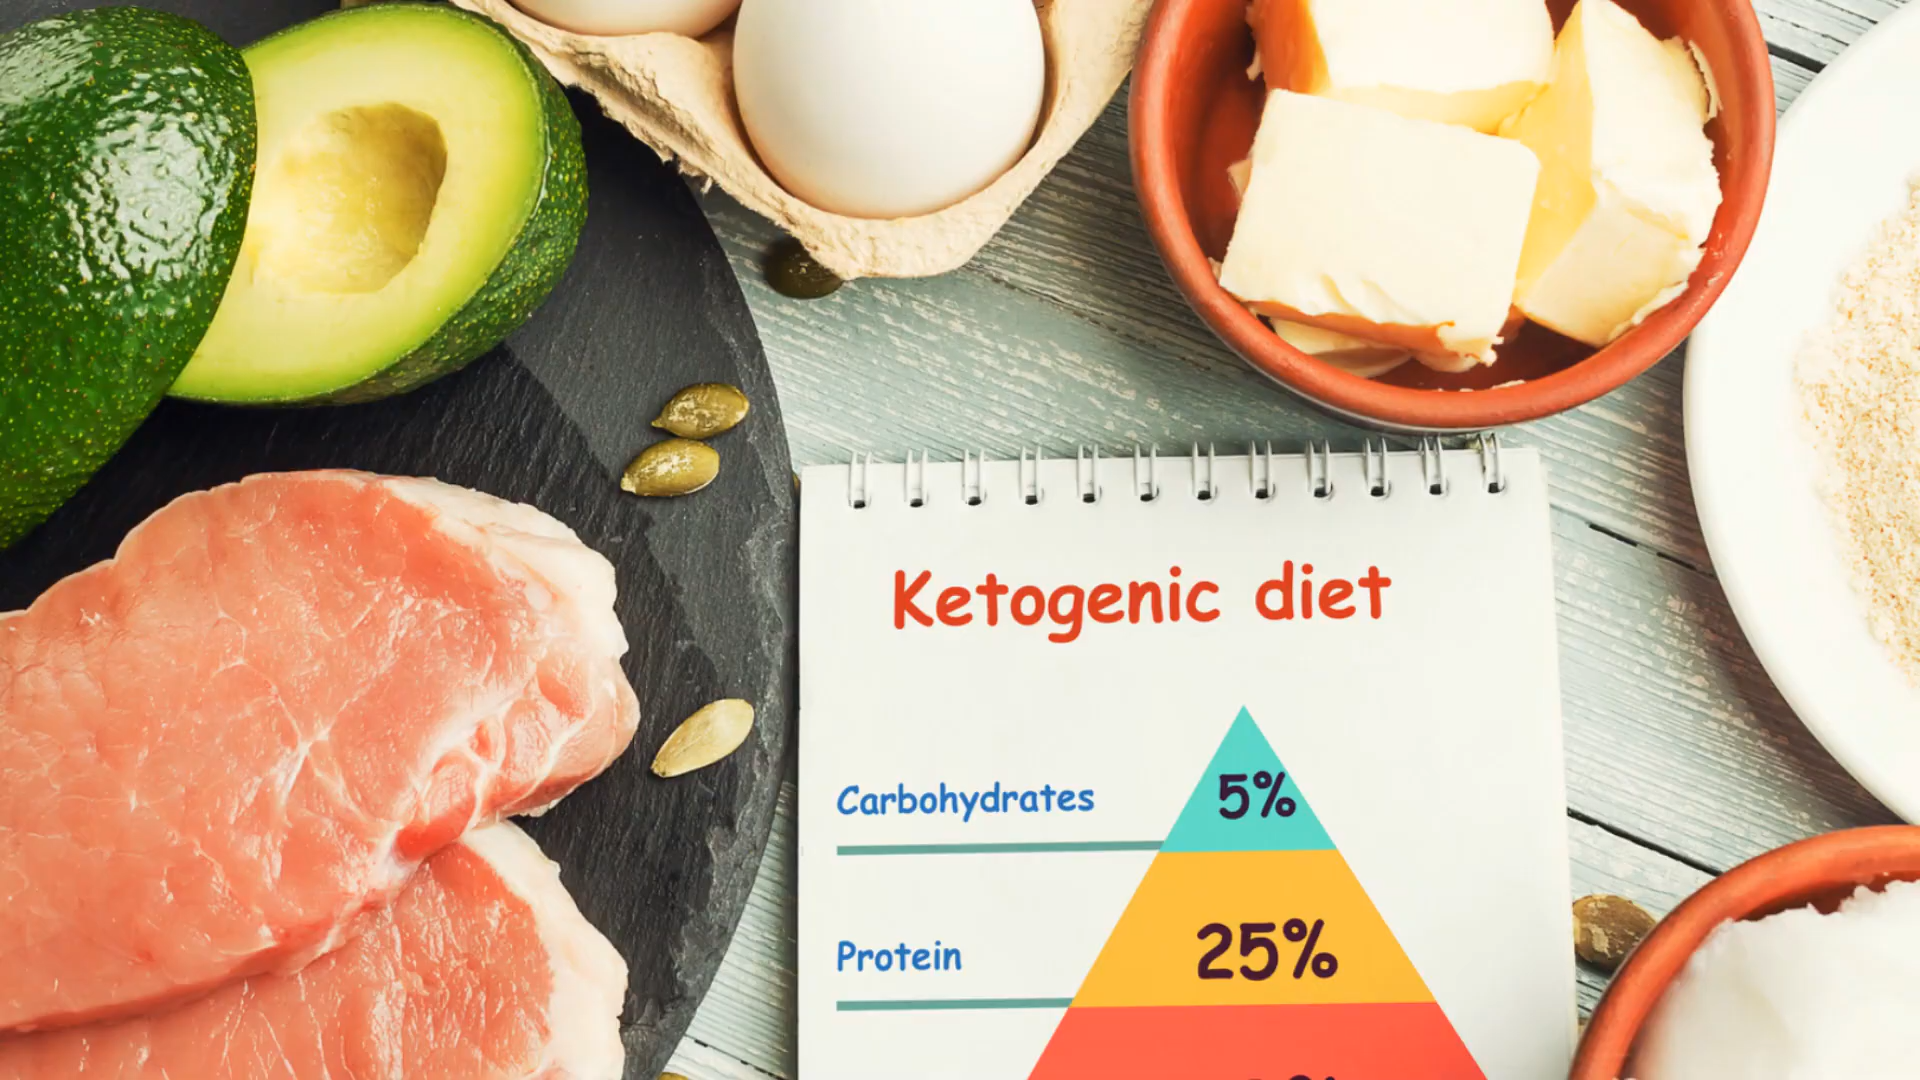 Ketogenic diet
Carbohydrates
5%
Protein
25%